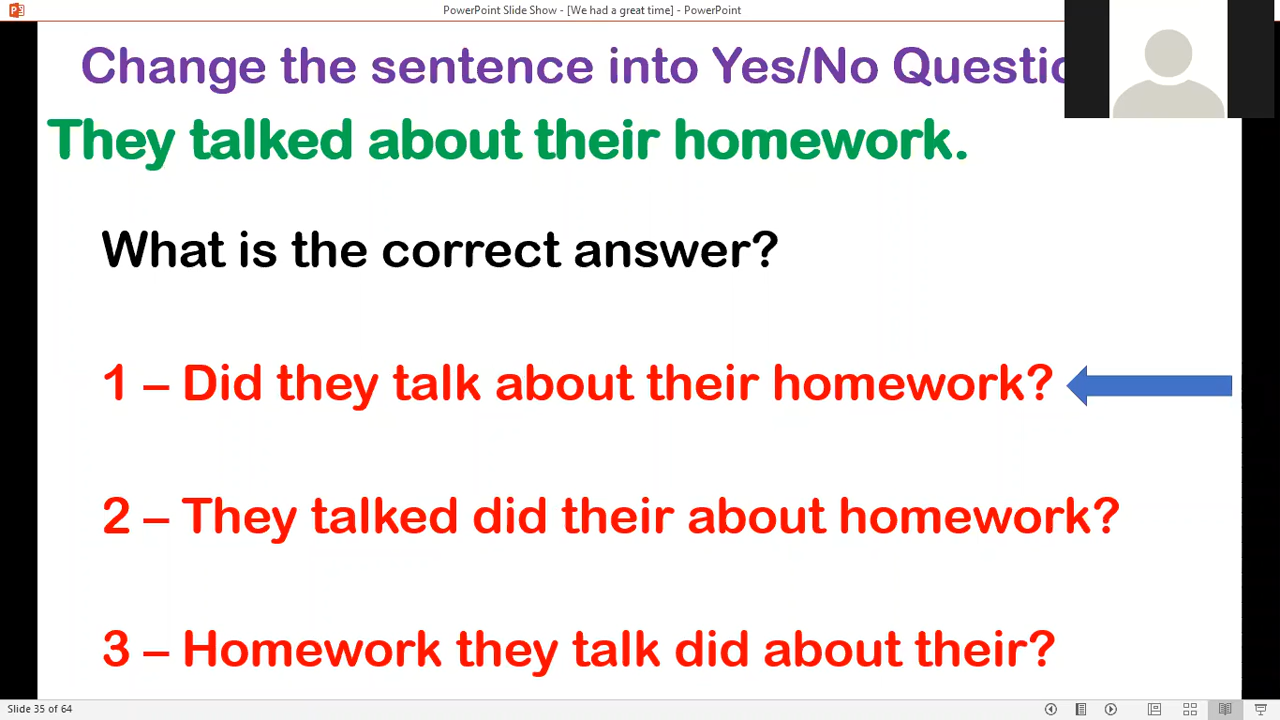 PowerPoint Slide Show - [We had a great time] - PowerPoint
Change the sentence into Yes/No Questio
They talked about their homework.
What is the correct answer?
1 – Did they talk about their homework?
2 – They talked did their about homework?
3 – Homework they talk did about their?
Slide 35 of 64